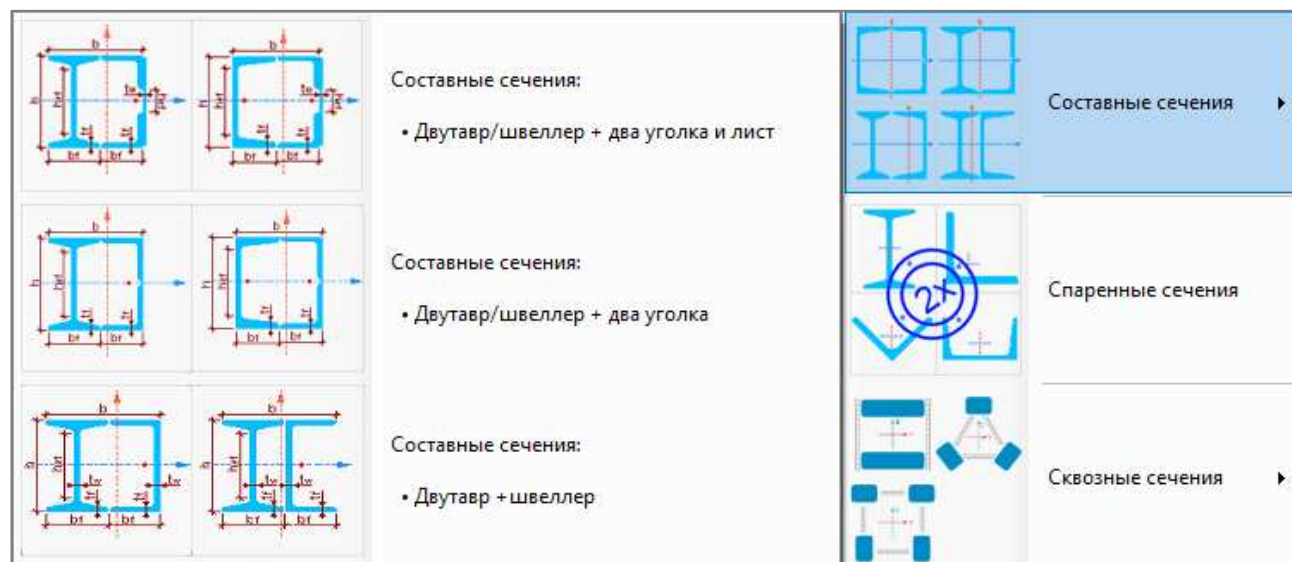 Составные сечения:
• Двутавр/швеллер + два уголка и лист
Составные сечения:
• Двутавр/швеллер + два уголка
Составные сечения:
• Двутавр + швеллер
Составные сечения
2x
Спаренные сечения
Сквозные сечения